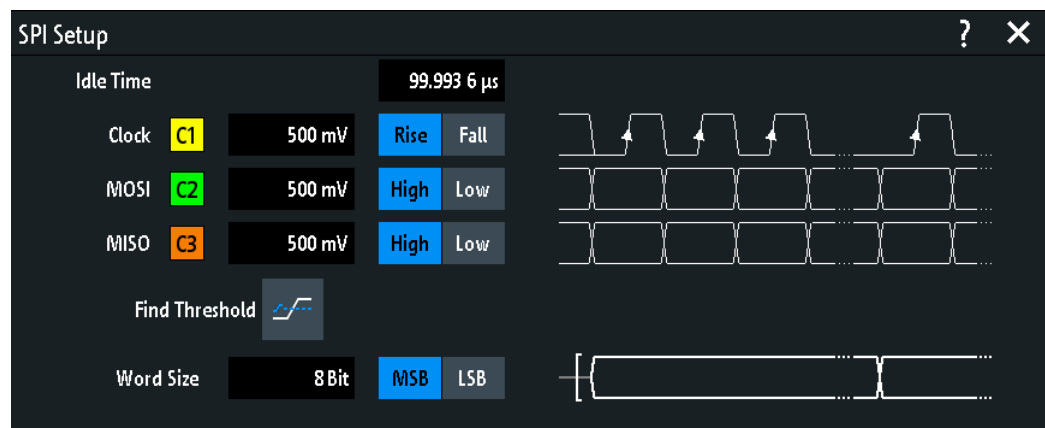 SPI Setup ? ✕
Idle Time 99.993 6 µs
Clock C1 500 mV Rise Fall
MOSI C2 500 mV High Low
MISO C3 500 mV High Low
Find Threshold
Word Size 8 Bit MSB LSB